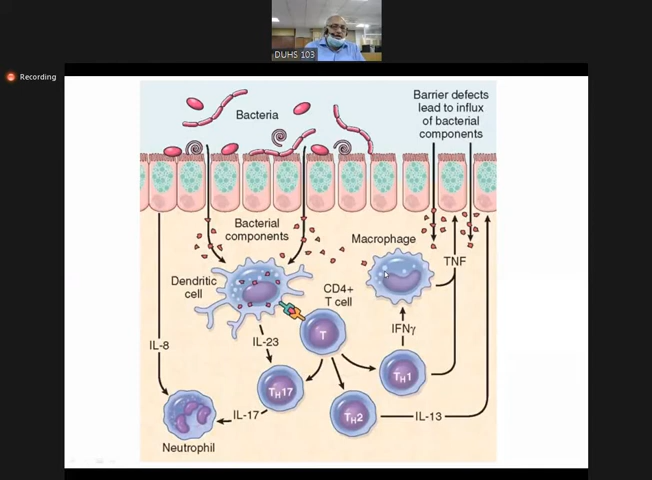 DUHS 103
Recording
Bacteria
Barrier defects
lead to influx
of bacterial
components
Bacterial
components
Macrophage
Dendritic
cell
CD4+
T cell
TNF
T
IFNγ
IL-8
IL-23
TH17
TH1
TH2
IL-17
IL-13
Neutrophil